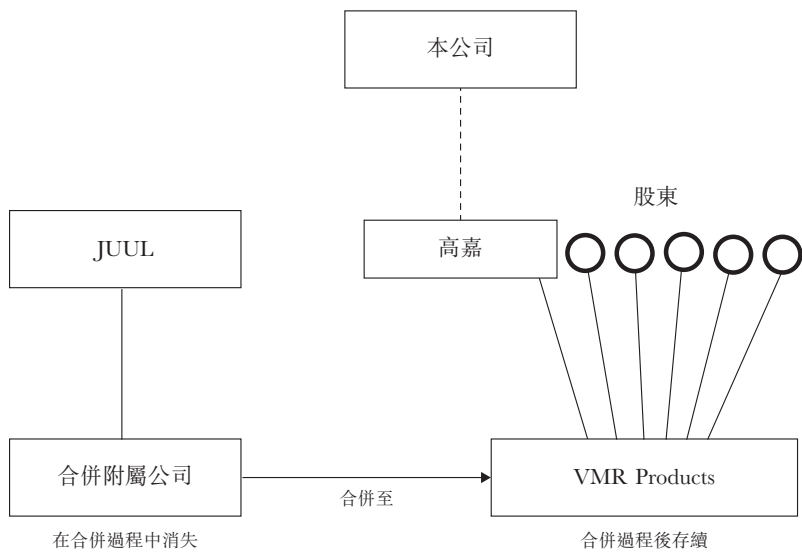 本公司
股東
JUUL
高嘉
合併附屬公司
合併至
VMR Products
在合併過程中消失
合併過程後存續